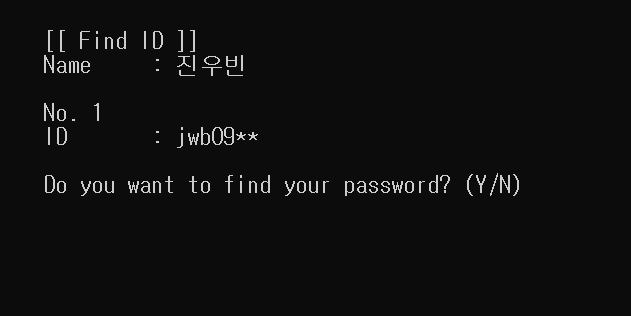 [[ Find ID ]]
Name : 진우빈
No. 1
ID : jwb09**
Do you want to find your password? (Y/N)